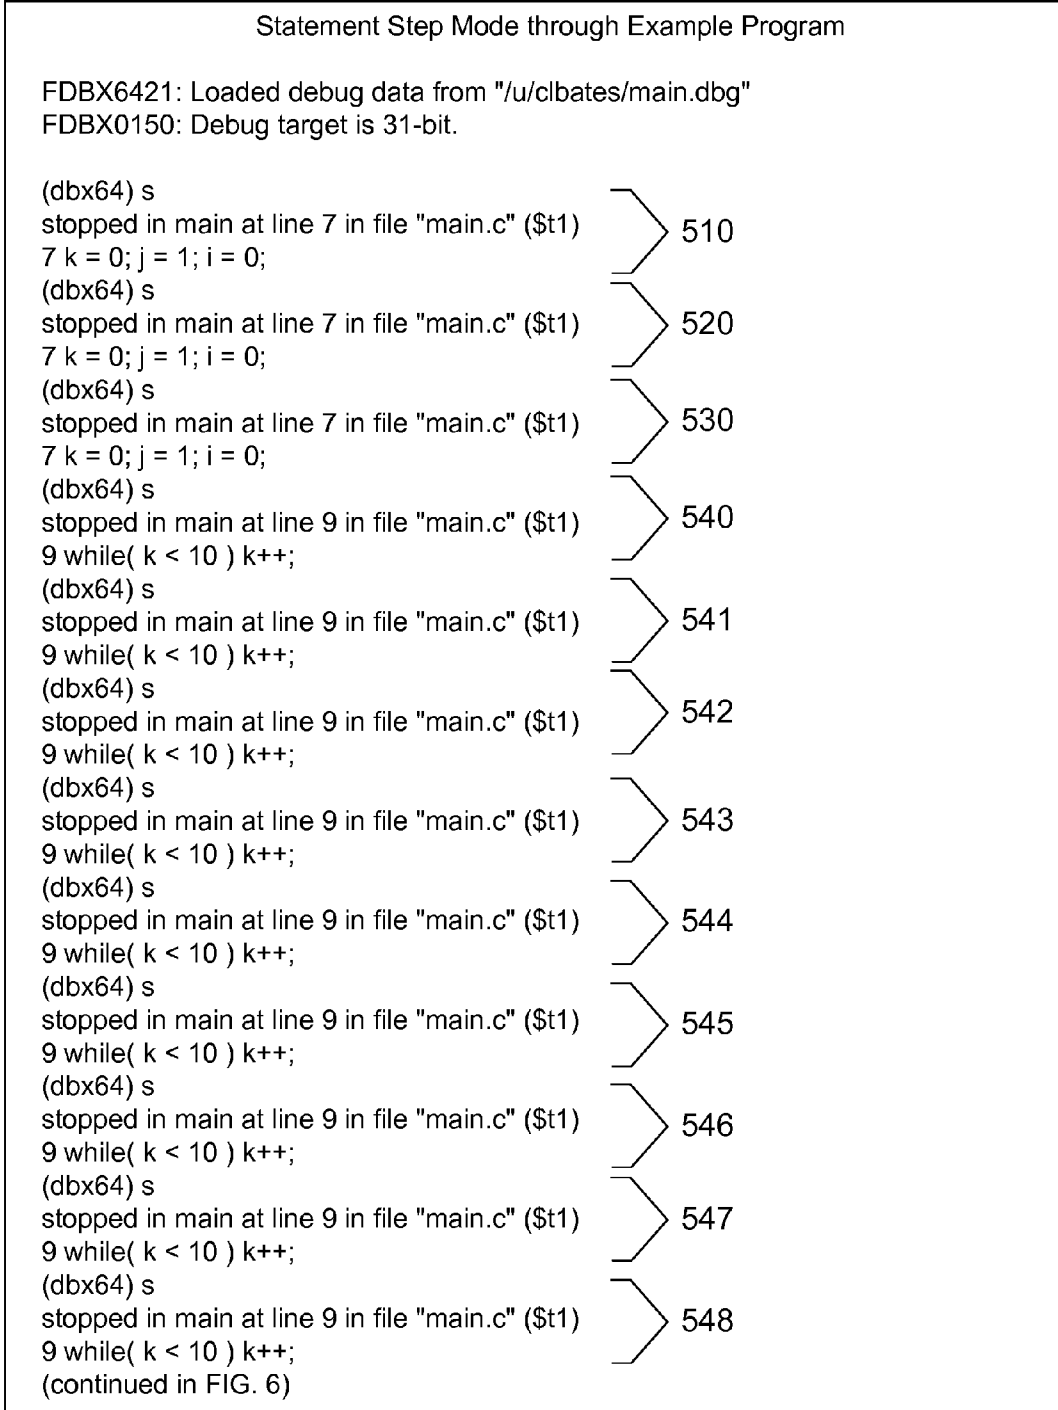 Statement Step Mode through Example Program
FDBX6421: Loaded debug data from "/u/clbates/main.dbg"
FDBX0150: Debug target is 31-bit.
(dbx64) s
stopped in main at line 7 in file "main.c" ($t1)
7 k = 0; j = 1; i = 0;
510
(dbx64) s
stopped in main at line 7 in file "main.c" ($t1)
7 k = 0; j = 1; i = 0;
520
(dbx64) s
stopped in main at line 7 in file "main.c" ($t1)
7 k = 0; j = 1; i = 0;
530
(dbx64) s
stopped in main at line 9 in file "main.c" ($t1)
9 while( k < 10 ) k++;
540
(dbx64) s
stopped in main at line 9 in file "main.c" ($t1)
9 while( k < 10 ) k++;
541
(dbx64) s
stopped in main at line 9 in file "main.c" ($t1)
9 while( k < 10 ) k++;
542
(dbx64) s
stopped in main at line 9 in file "main.c" ($t1)
9 while( k < 10 ) k++;
543
(dbx64) s
stopped in main at line 9 in file "main.c" ($t1)
9 while( k < 10 ) k++;
544
(dbx64) s
stopped in main at line 9 in file "main.c" ($t1)
9 while( k < 10 ) k++;
545
(dbx64) s
stopped in main at line 9 in file "main.c" ($t1)
9 while( k < 10 ) k++;
546
(dbx64) s
stopped in main at line 9 in file "main.c" ($t1)
9 while( k < 10 ) k++;
547
(dbx64) s
stopped in main at line 9 in file "main.c" ($t1)
9 while( k < 10 ) k++;
548
(continued in FIG. 6)